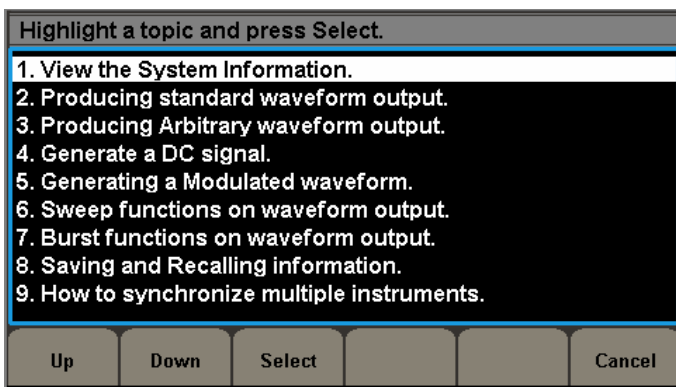 Highlight a topic and press Select.
1. View the System Information.
2. Producing standard waveform output.
3. Producing Arbitrary waveform output.
4. Generate a DC signal.
5. Generating a Modulated waveform.
6. Sweep functions on waveform output.
7. Burst functions on waveform output.
8. Saving and Recalling information.
9. How to synchronize multiple instruments.
Up Down Select Cancel